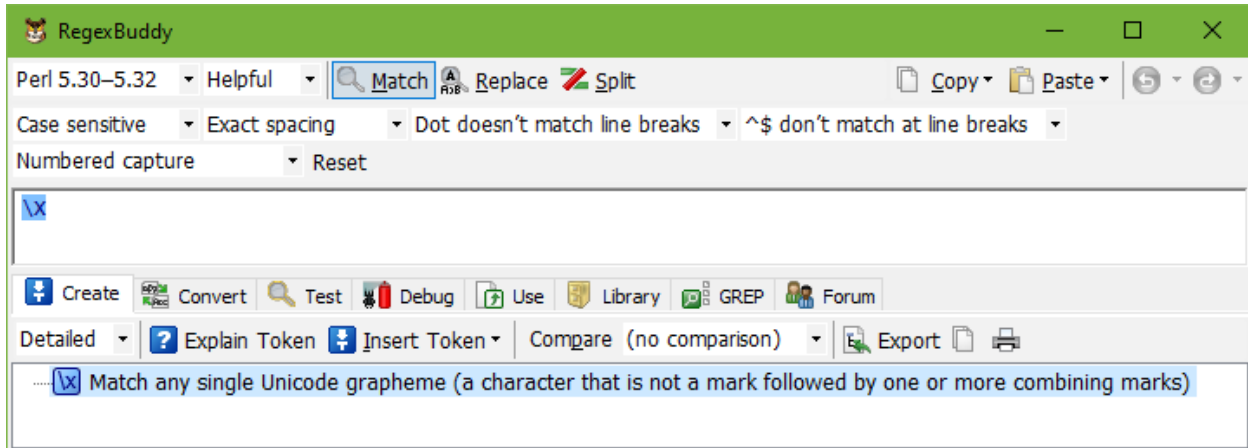 RegexBuddy
Perl 5.30–5.32 Helpful Match Replace Split Copy Paste
Case sensitive Exact spacing Dot doesn’t match line breaks ^$ don’t match at line breaks
Numbered capture Reset
\X
Create Convert Test Debug Use Library GREP Forum
Detailed Explain Token Insert Token Compare (no comparison) Export
\X Match any single Unicode grapheme (a character that is not a mark followed by one or more combining marks)